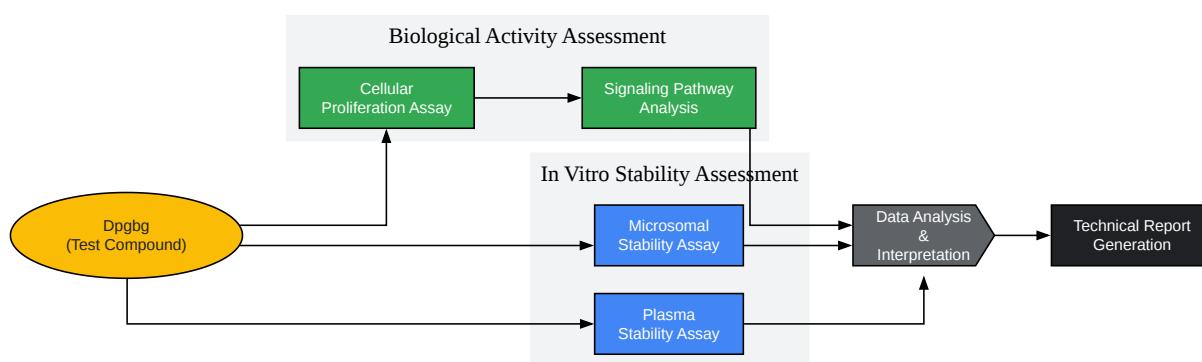 Biological Activity Assessment
Cellular
Proliferation Assay
Signaling Pathway
Analysis
In Vitro Stability Assessment
Dpgbg
(Test Compound)
Microsomal
Stability Assay
Data Analysis
&
Interpretation
Technical Report
Generation
Plasma
Stability Assay